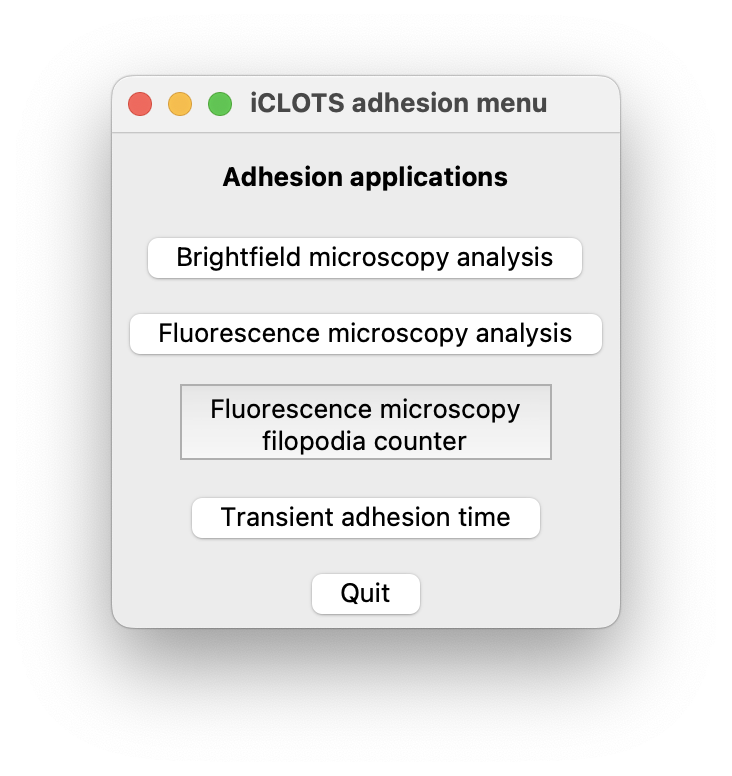 iCLOTS adhesion menu
Adhesion applications
Brightfield microscopy analysis
Fluorescence microscopy analysis
Fluorescence microscopy
filopodia counter
Transient adhesion time
Quit